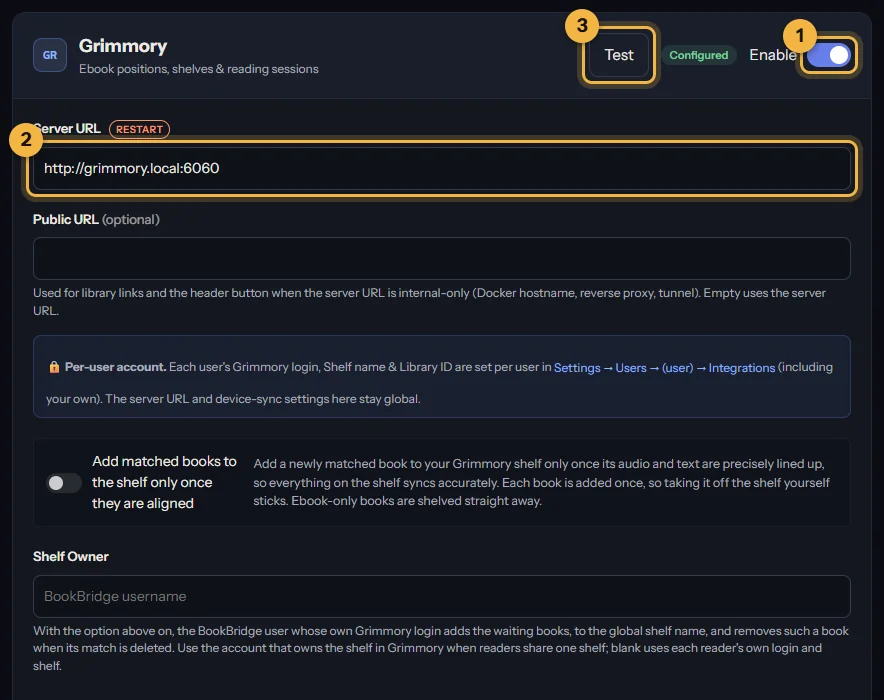 3
1
GR
Grimmory
Ebook positions, shelves & reading sessions
Test
Configured
Enable
2
Server URL
RESTART
http://grimmory.local:6060
Public URL (optional)
Used for library links and the header button when the server URL is internal-only (Docker hostname, reverse proxy, tunnel). Empty uses the server
URL.
Per-user account. Each user's Grimmory login, Shelf name & Library ID are set per user in Settings → Users → (user) → Integrations (including
your own). The server URL and device-sync settings here stay global.
Add matched books to
the shelf only once
they are aligned
Add a newly matched book to your Grimmory shelf only once its audio and text are precisely lined up,
so everything on the shelf syncs accurately. Each book is added once, so taking it off the shelf yourself
sticks. Ebook-only books are shelved straight away.
Shelf Owner
BookBridge username
With the option above on, the BookBridge user whose own Grimmory login adds the waiting books, to the global shelf name, and removes such a book
when its match is deleted. Use the account that owns the shelf in Grimmory when readers share one shelf; blank uses each reader's own login and
shelf.